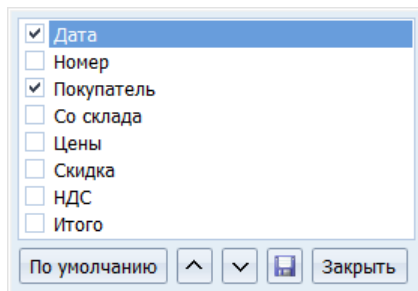 Дата
Номер
Покупатель
Со склада
Цены
Скидка
НДС
Итого
По умолчанию Закрыть